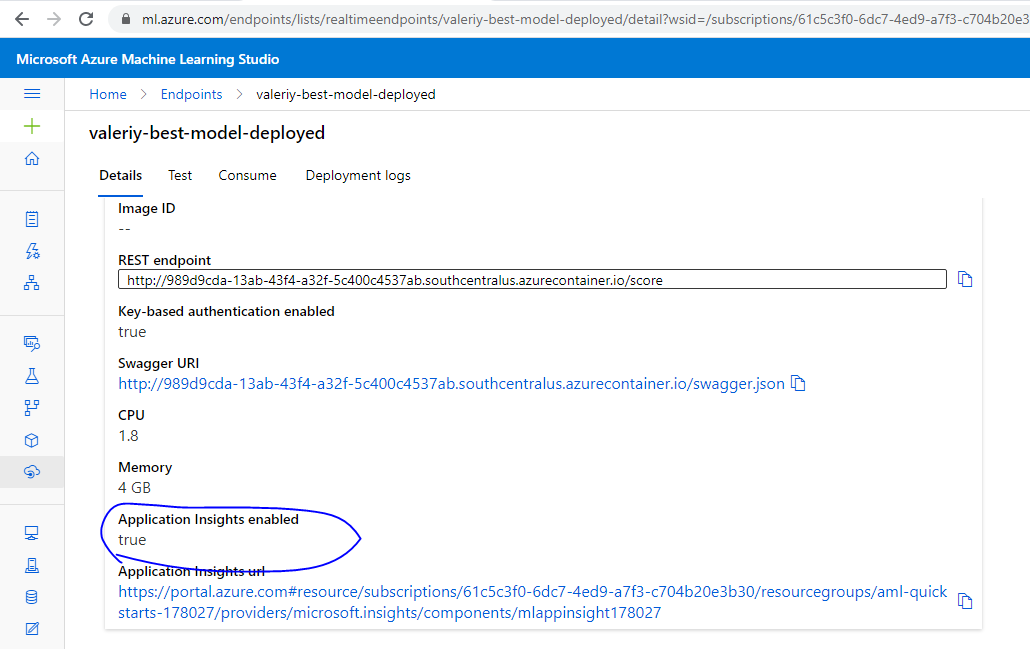 ml.azure.com/endpoints/lists/realtimeendpoints/valeriy-best-model-deployed/detail?wsid=/subscriptions/61c5c3f0-6dc7-4ed9-a7f3-c704b20e3
Microsoft Azure Machine Learning Studio
Home > Endpoints > valeriy-best-model-deployed
valeriy-best-model-deployed
Details Test Consume Deployment logs
Image ID
--
REST endpoint
http://989d9cda-13ab-43f4-a32f-5c400c4537ab.southcentralus.azurecontainer.io/score
Key-based authentication enabled
true
Swagger URI
http://989d9cda-13ab-43f4-a32f-5c400c4537ab.southcentralus.azurecontainer.io/swagger.json
CPU
1.8
Memory
4 GB
Application Insights enabled
true
Application Insights url
https://portal.azure.com#resource/subscriptions/61c5c3f0-6dc7-4ed9-a7f3-c704b20e3b30/resourcegroups/aml-quick
starts-178027/providers/microsoft.insights/components/mlappinsight178027